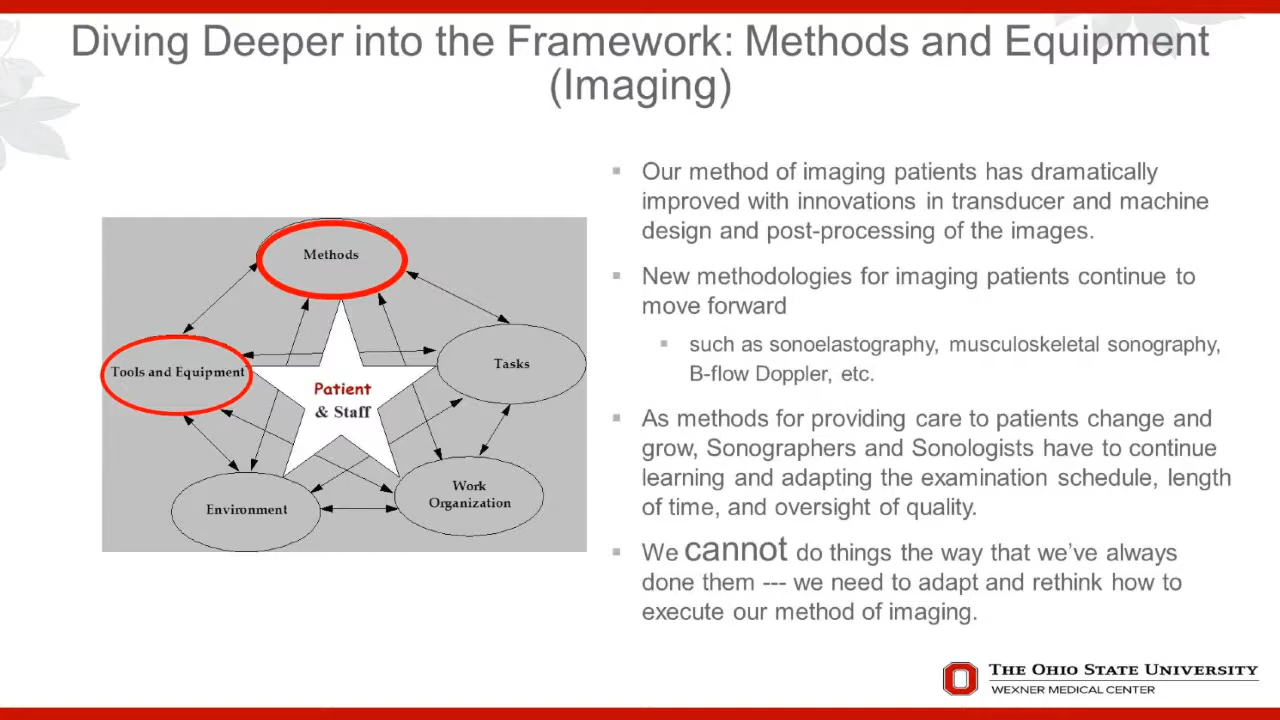 Diving Deeper into the Framework: Methods and Equipment
(Imaging)
Methods
Tools and Equipment
Tasks
Patient
& Staff
Environment
Work
Organization
Our method of imaging patients has dramatically
improved with innovations in transducer and machine
design and post-processing of the images.
New methodologies for imaging patients continue to
move forward
such as sonoelastography, musculoskeletal sonography,
B-flow Doppler, etc.
As methods for providing care to patients change and
grow, Sonographers and Sonologists have to continue
learning and adapting the examination schedule, length
of time, and oversight of quality.
We cannot do things the way that we’ve always
done them --- we need to adapt and rethink how to
execute our method of imaging.
THE OHIO STATE UNIVERSITY
WEXNER MEDICAL CENTER